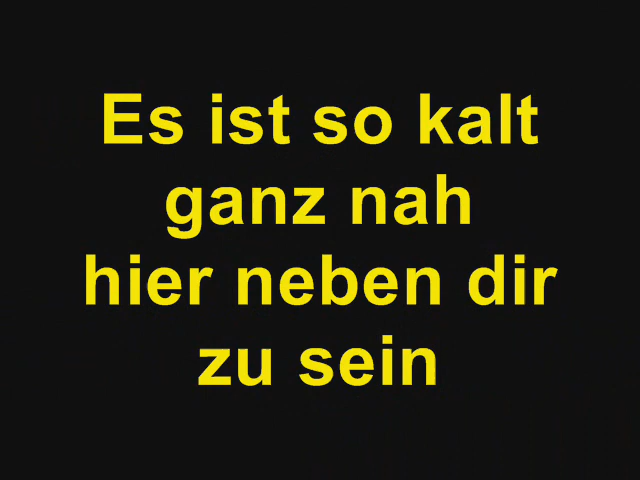 Es ist so kalt
ganz nah
hier neben dir
zu sein